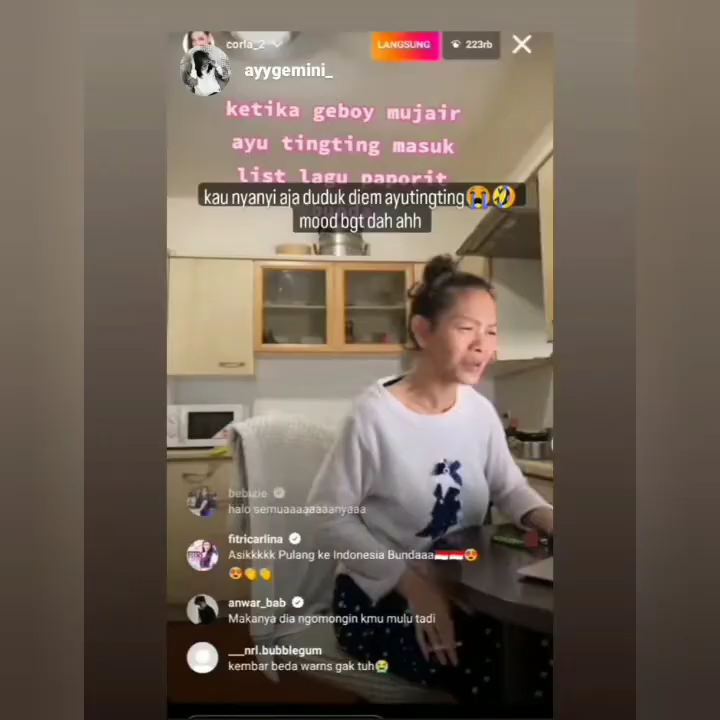 corla_2
LANGSUNG
223rb
ayygemini_
ketika geboy mujair
ayu tingting masuk
list lagu paporit
kau nyanyi aja duduk diem ayutingting😭🤣
mood bgt dah ahh
bebizie
halo semuaaaaaaaanyaaa
fitricarlina
Asikkkkk Pulang ke Indonesia Bundaaa🇮🇩🇮🇩😍
😍👏👏
anwar_bab
Makanya dia ngomongin kmu mulu tadi
___nrl.bubblegum
kembar beda warns gak tuh😭